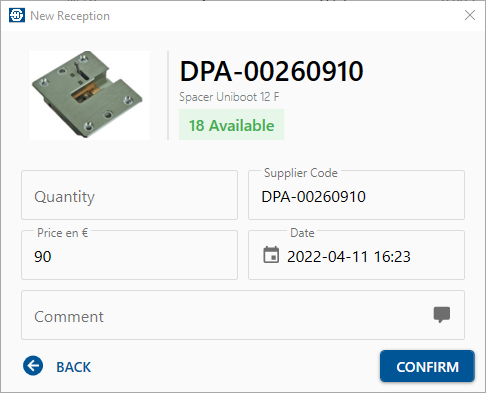 New Reception
DPA-00260910
Spacer Uniboot 12 F
18 Available
Quantity
Supplier Code
DPA-00260910
Price en €
90
Date
2022-04-11 16:23
Comment
BACK
CONFIRM